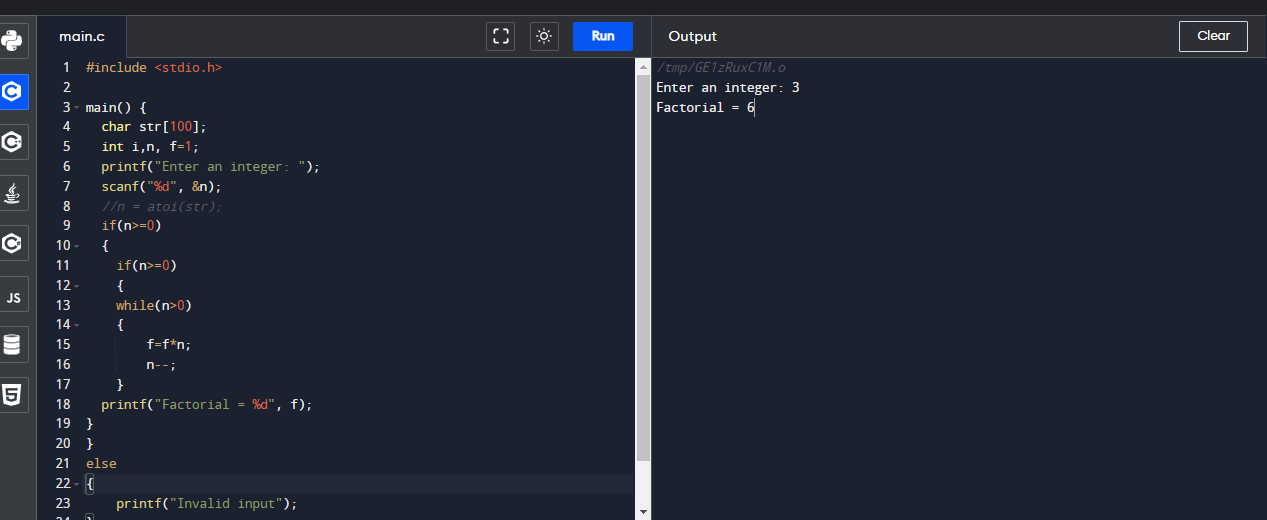 main.c
Run
Output
Clear
1 #include <stdio.h>
2
3 main() {
4 char str[100];
5 int i,n, f=1;
6 printf("Enter an integer: ");
7 scanf("%d", &n);
8 //n = atoi(str);
9 if(n>=0)
10 {
11 if(n>=0)
12 {
13 while(n>0)
14 {
15 f=f*n;
16 n--;
17 }
18 printf("Factorial = %d", f);
19 }
20 }
21 else
22 {
23 printf("Invalid input");
/tmp/GE1zRuxC1M.o
Enter an integer: 3
Factorial = 6
JS